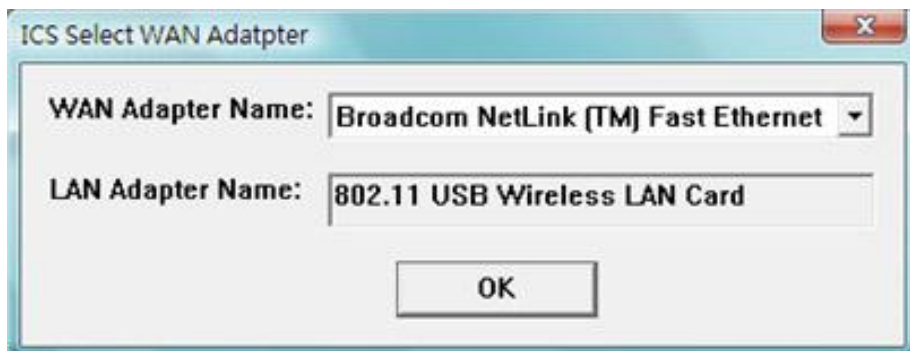 ICS Select WAN Adatpter
WAN Adapter Name: Broadcom NetLink (TM) Fast Ethernet
LAN Adapter Name: 802.11 USB Wireless LAN Card
OK